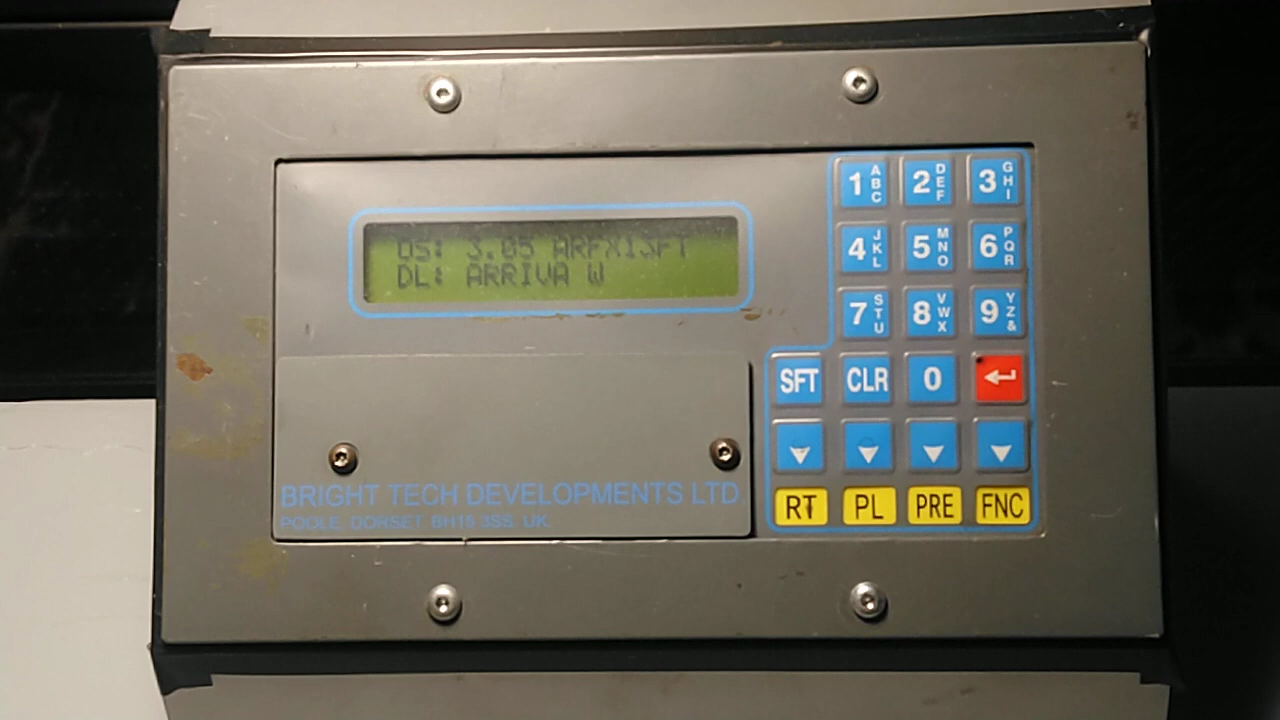 OS: 3.05 ARFX13FT
DL: ARRIVA W
1 ABC 2 DEF 3 GHI
4 JKL 5 MNO 6 PQR
7 STU 8 VWX 9 YZ&
SFT CLR 0
RT PL PRE FNC
BRIGHT TECH DEVELOPMENTS LTD.
POOLE, DORSET, BH15 3SS, UK.